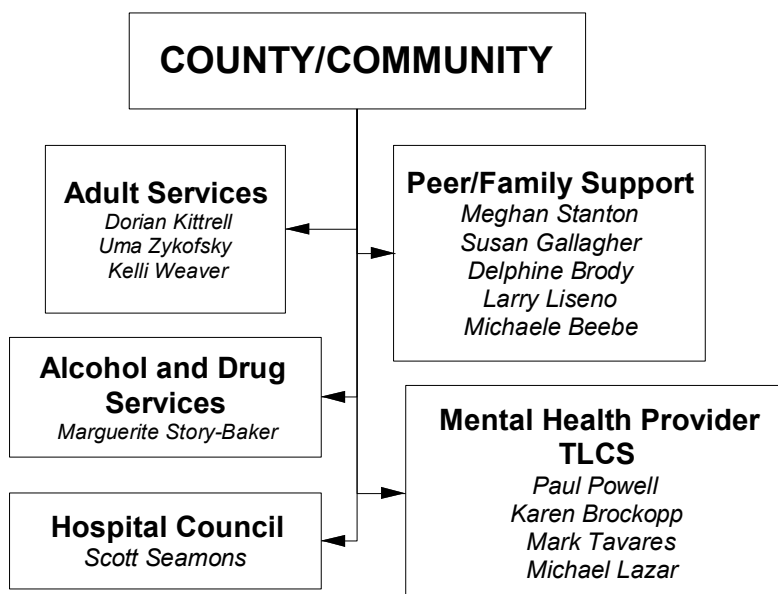 COUNTY/COMMUNITY
Adult Services
Dorian Kittrell
Uma Zykofsky
Kelli Weaver
Peer/Family Support
Meghan Stanton
Susan Gallagher
Delphine Brody
Larry Liseno
Michaele Beebe
Alcohol and Drug
Services
Marguerite Story-Baker
Mental Health Provider
TLCS
Paul Powell
Karen Brockopp
Mark Tavares
Michael Lazar
Hospital Council
Scott Seamons